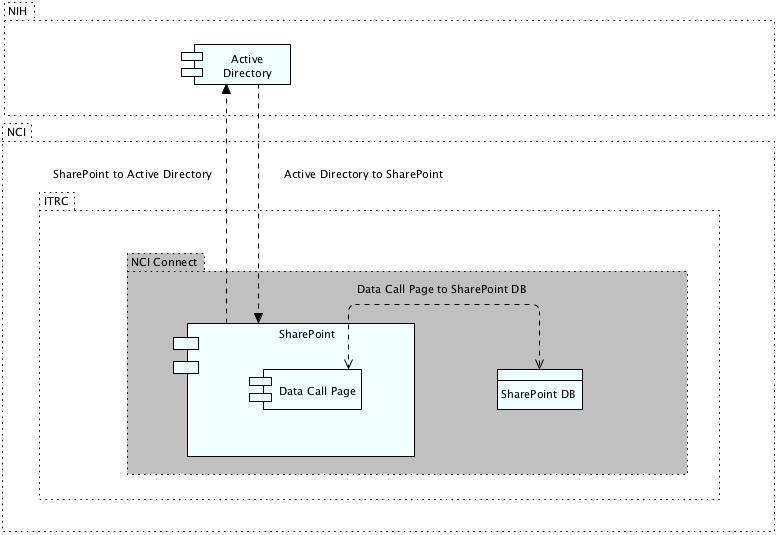 NIH
Active
Directory
NCI
SharePoint to Active Directory
Active Directory to SharePoint
ITRC
NCI Connect
Data Call Page to SharePoint DB
SharePoint
Data Call Page
SharePoint DB